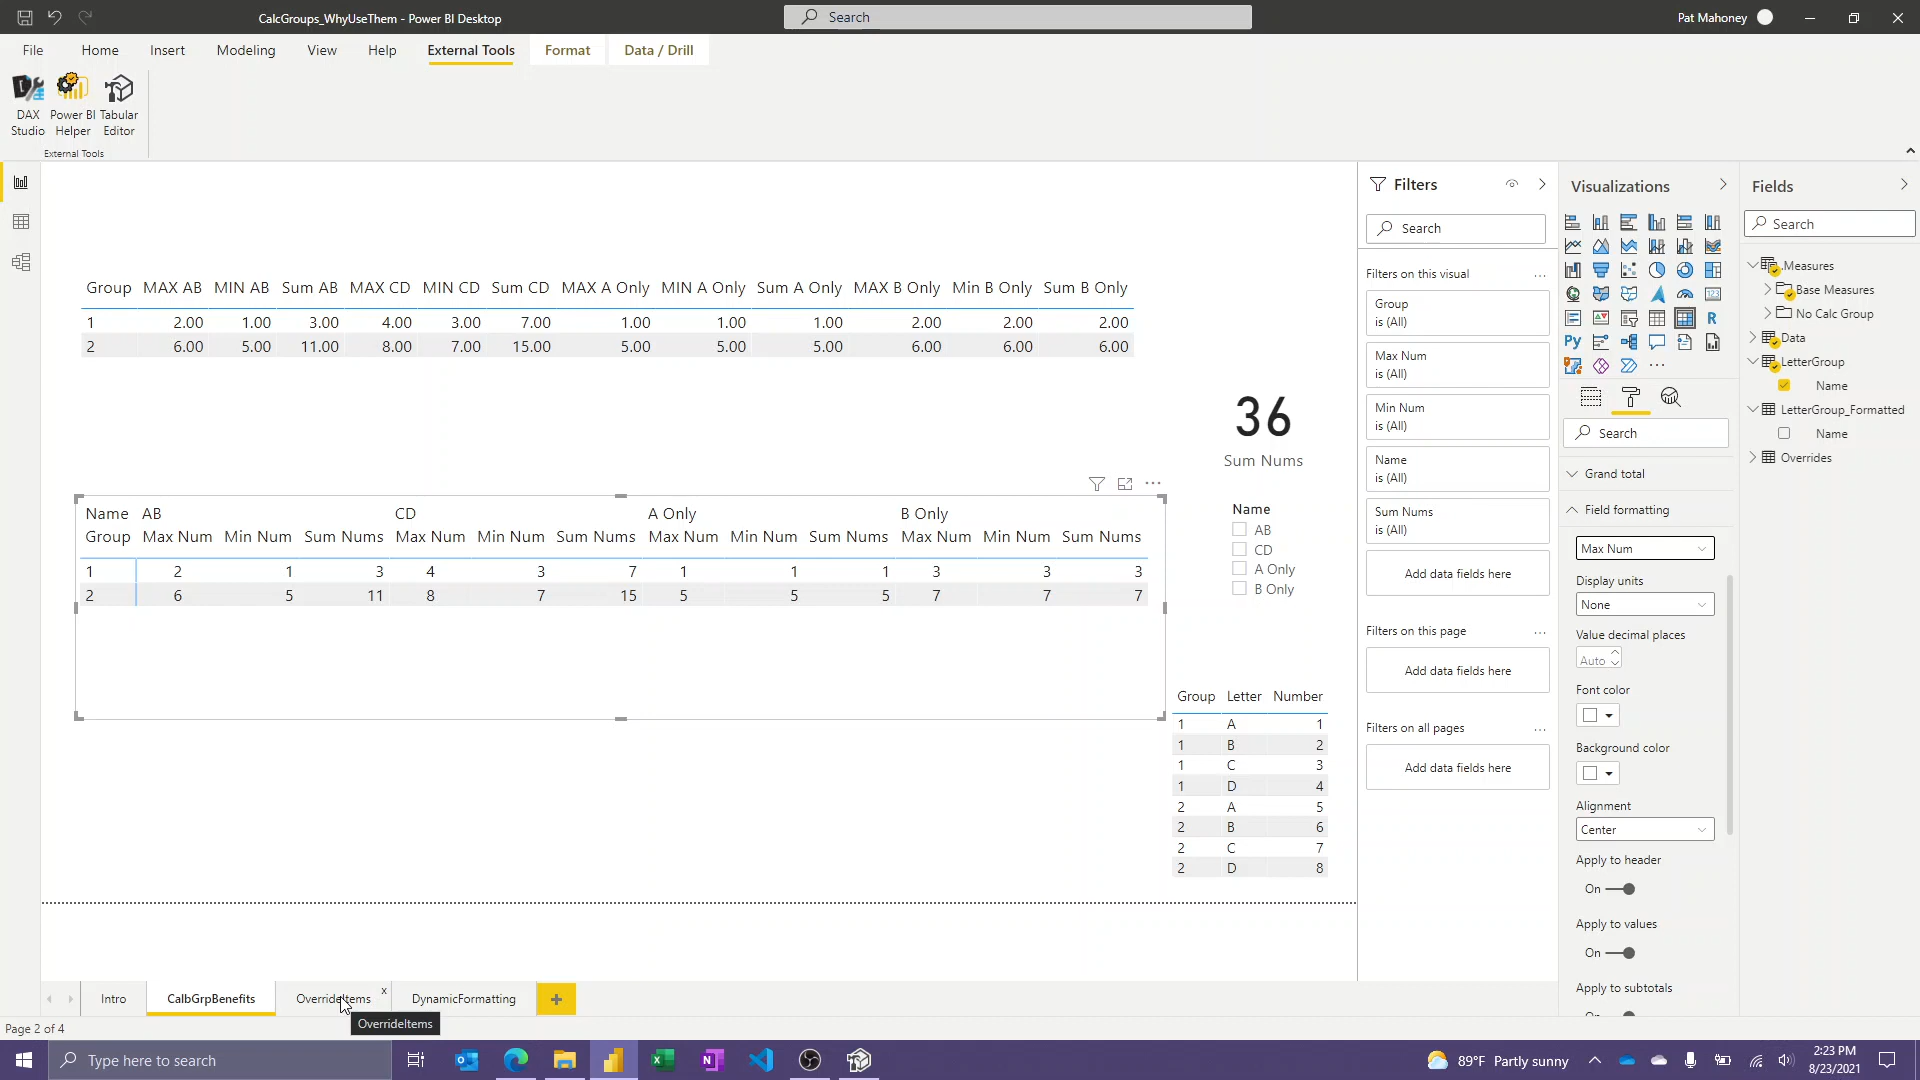 CalcGroups_WhyUseThem - Power BI Desktop
Search
Pat Mahoney
File Home Insert Modeling View Help External Tools Format Data / Drill
DAX Studio
Power BI Helper
Tabular Editor
External Tools
Group MAX AB MIN AB Sum AB MAX CD MIN CD Sum CD MAX A Only MIN A Only Sum A Only MAX B Only Min B Only Sum B Only
1 2.00 1.00 3.00 4.00 3.00 7.00 1.00 1.00 1.00 2.00 2.00 2.00
2 6.00 5.00 11.00 8.00 7.00 15.00 5.00 5.00 5.00 6.00 6.00 6.00
36
Sum Nums
Name AB CD A Only B Only
Group Max Num Min Num Sum Nums Max Num Min Num Sum Nums Max Num Min Num Sum Nums Max Num Min Num Sum Nums
1 2 1 3 4 3 7 1 1 1 3 3 3
2 6 5 11 8 7 15 5 5 5 7 7 7
Name
AB
CD
A Only
B Only
Group Letter Number
1 A 1
1 B 2
1 C 3
1 D 4
2 A 5
2 B 6
2 C 7
2 D 8
Filters
Search
Filters on this visual ...
Group
is (All)
Max Num
is (All)
Min Num
is (All)
Name
is (All)
Sum Nums
is (All)
Add data fields here
Filters on this page ...
Add data fields here
Filters on all pages ...
Add data fields here
Visualizations
R
Py
Search
Grand total
Field formatting
Max Num
Display units
None
Value decimal places
Auto
Font color
Background color
Alignment
Center
Apply to header
On
Apply to values
On
Apply to subtotals
On
Fields
Search
.Measures
Base Measures
No Calc Group
Data
LetterGroup
Name
LetterGroup_Formatted
Name
Overrides
Intro CalbGrpBenefits OverrideItems x DynamicFormatting +
OverrideItems
Page 2 of 4
Type here to search
89°F Partly sunny
2:23 PM
8/23/2021